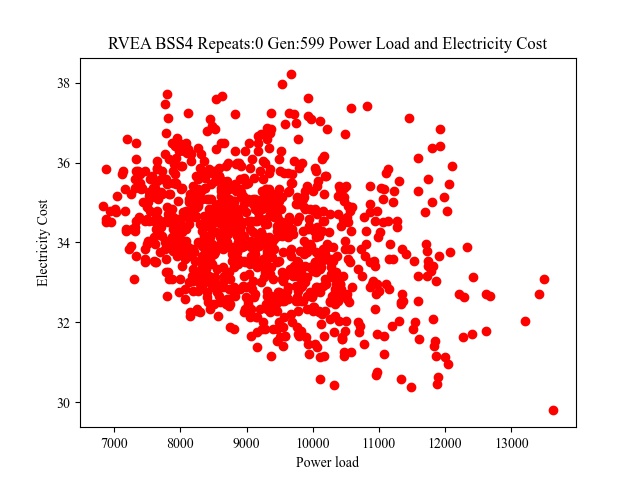 RVEA BSS4 Repeats:0 Gen:599 Power Load and Electricity Cost
38
36
34
32
30
Electricity Cost
7000 8000 9000 10000 11000 12000 13000
Power load